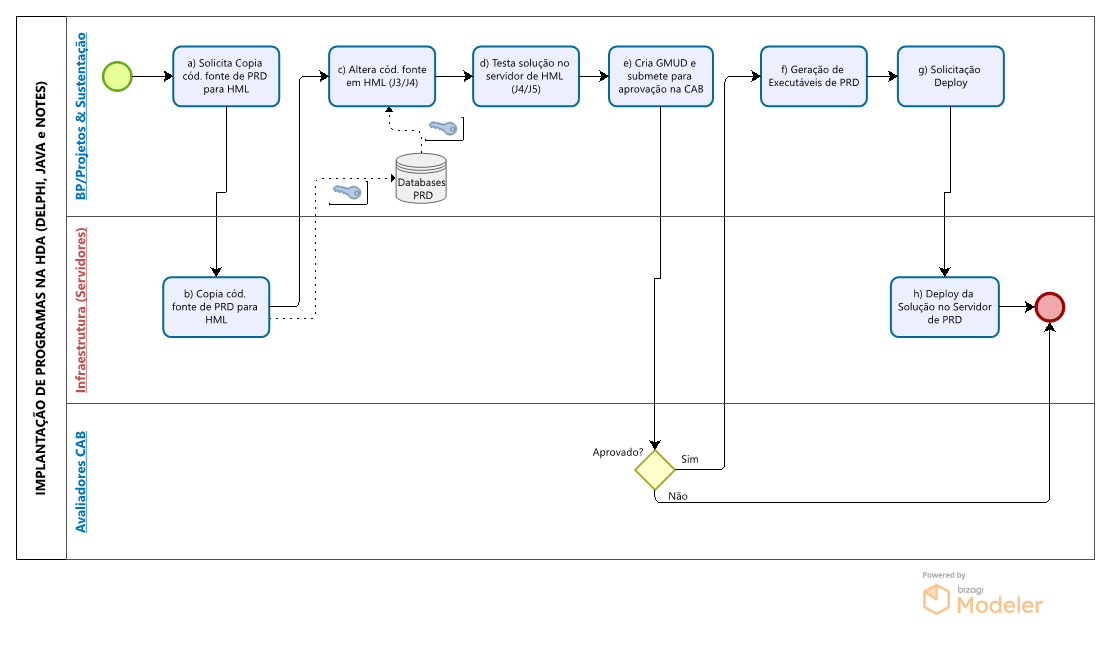 IMPLANTAÇÃO DE PROGRAMAS NA HDA (DELPHI, JAVA e NOTES)
BP/Projetos & Sustentação
a) Solicita Copia
cód. fonte de PRD
para HML
c) Altera cód. fonte
em HML (J3/J4)
d) Testa solução no
servidor de HML
(J4/J5)
e) Cria GMUD e
submete para
aprovação na CAB
f) Geração de
Executáveis de PRD
g) Solicitação
Deploy
Databases
PRD
Infraestrutura (Servidores)
b) Copia cód.
fonte de PRD para
HML
h) Deploy da
Solução no Servidor
de PRD
Avaliadores CAB
Aprovado?
Sim
Não
Powered by
bizagi
Modeler